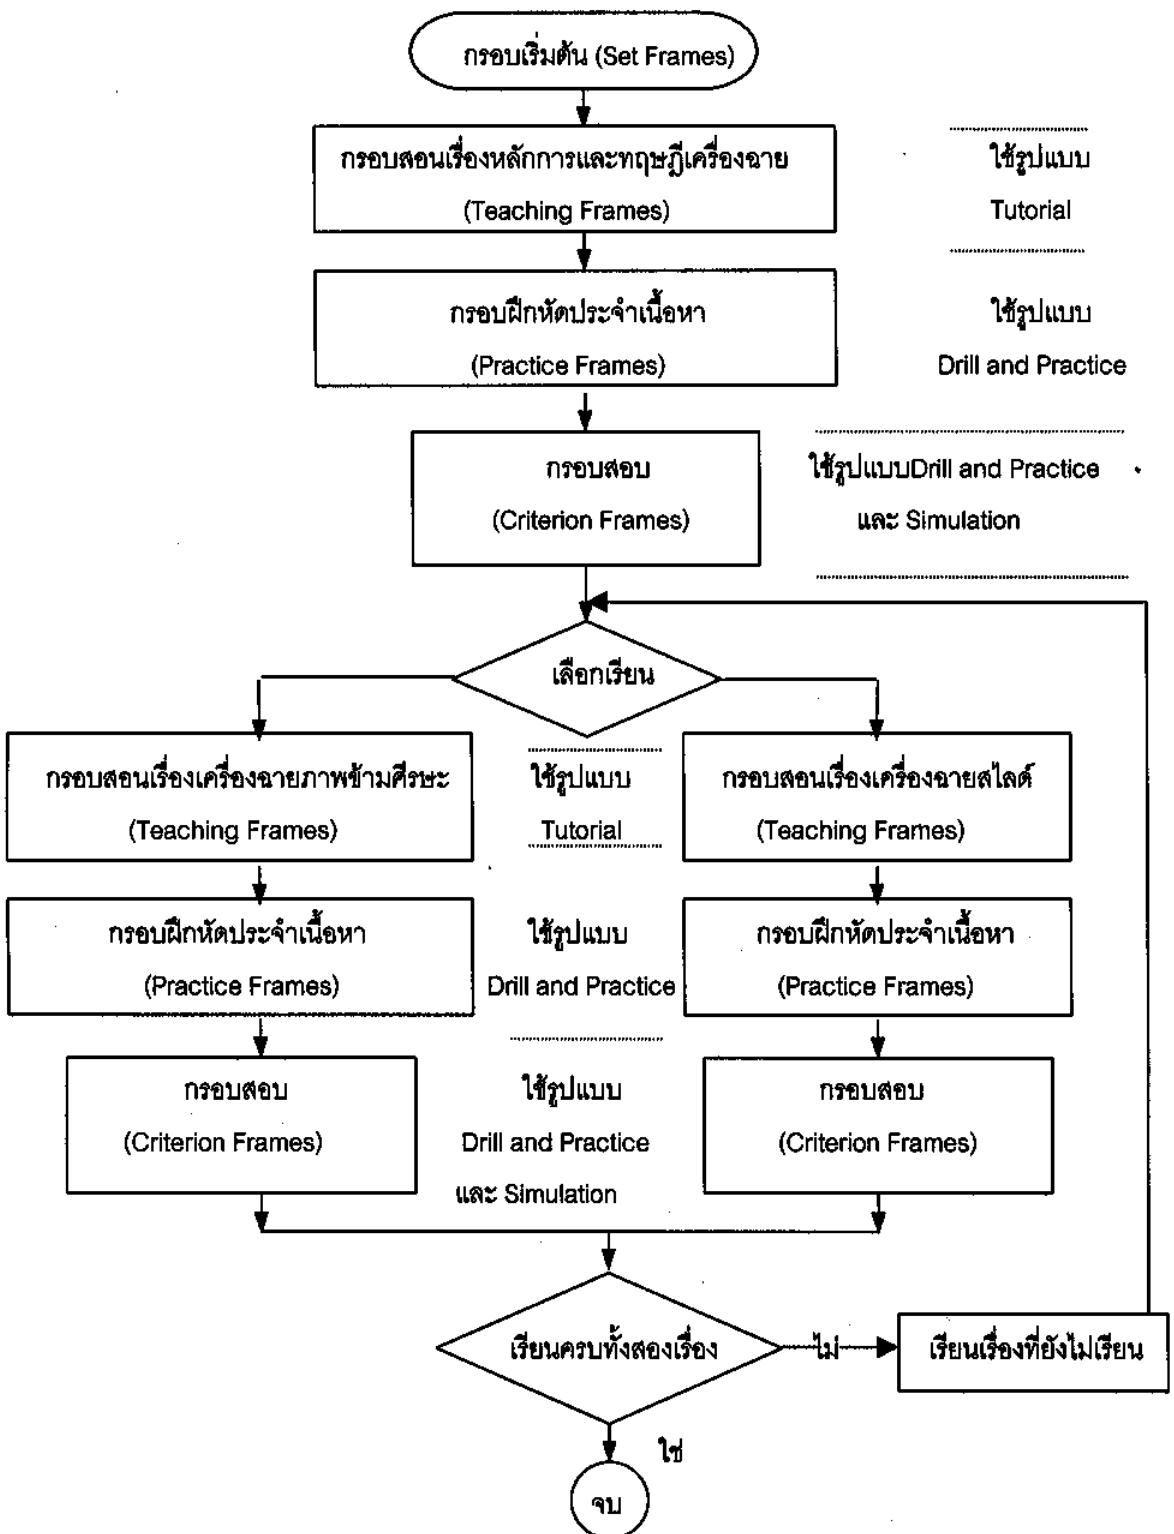 กรอบเริ่มต้น (Set Frames)
กรอบสอนเรื่องหลักการและทฤษฎีเครื่องฉาย
(Teaching Frames)
ใช้รูปแบบ
Tutorial
กรอบฝึกหัดประจำเนื้อหา
(Practice Frames)
ใช้รูปแบบ
Drill and Practice
กรอบสอบ
(Criterion Frames)
ใช้รูปแบบDrill and Practice
และ Simulation
เลือกเรียน
กรอบสอนเรื่องเครื่องฉายภาพข้ามศีรษะ
(Teaching Frames)
ใช้รูปแบบ
Tutorial
กรอบสอนเรื่องเครื่องฉายสไลด์
(Teaching Frames)
กรอบฝึกหัดประจำเนื้อหา
(Practice Frames)
ใช้รูปแบบ
Drill and Practice
กรอบฝึกหัดประจำเนื้อหา
(Practice Frames)
กรอบสอบ
(Criterion Frames)
ใช้รูปแบบ
Drill and Practice
และ Simulation
กรอบสอบ
(Criterion Frames)
เรียนครบทั้งสองเรื่อง
ไม่
เรียนเรื่องที่ยังไม่เรียน
ใช่
จบ